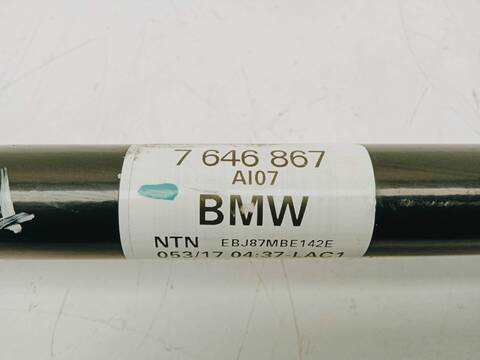 7 646 867
AI07
BMW
NTN EBJ87MBE142E
053/17 04:37-LAC1